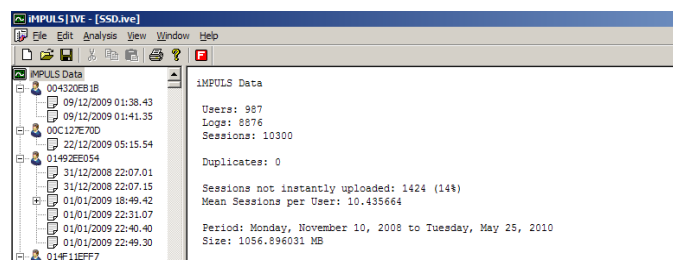 iMPULS|IVE - [SSD.ive]
File Edit Analysis View Window Help
iMPULS Data
004320EB1B
09/12/2009 01:38.43
09/12/2009 01:41.35
00C127E70D
22/12/2009 05:15.54
01492EE054
31/12/2008 22:07.01
31/12/2008 22:07.15
01/01/2009 18:49.42
01/01/2009 22:31.07
01/01/2009 22:40.40
01/01/2009 22:49.30
014F11EFF7
iMPULS Data
Users: 987
Logs: 8876
Sessions: 10300
Duplicates: 0
Sessions not instantly uploaded: 1424 (14%)
Mean Sessions per User: 10.435664
Period: Monday, November 10, 2008 to Tuesday, May 25, 2010
Size: 1056.896031 MB